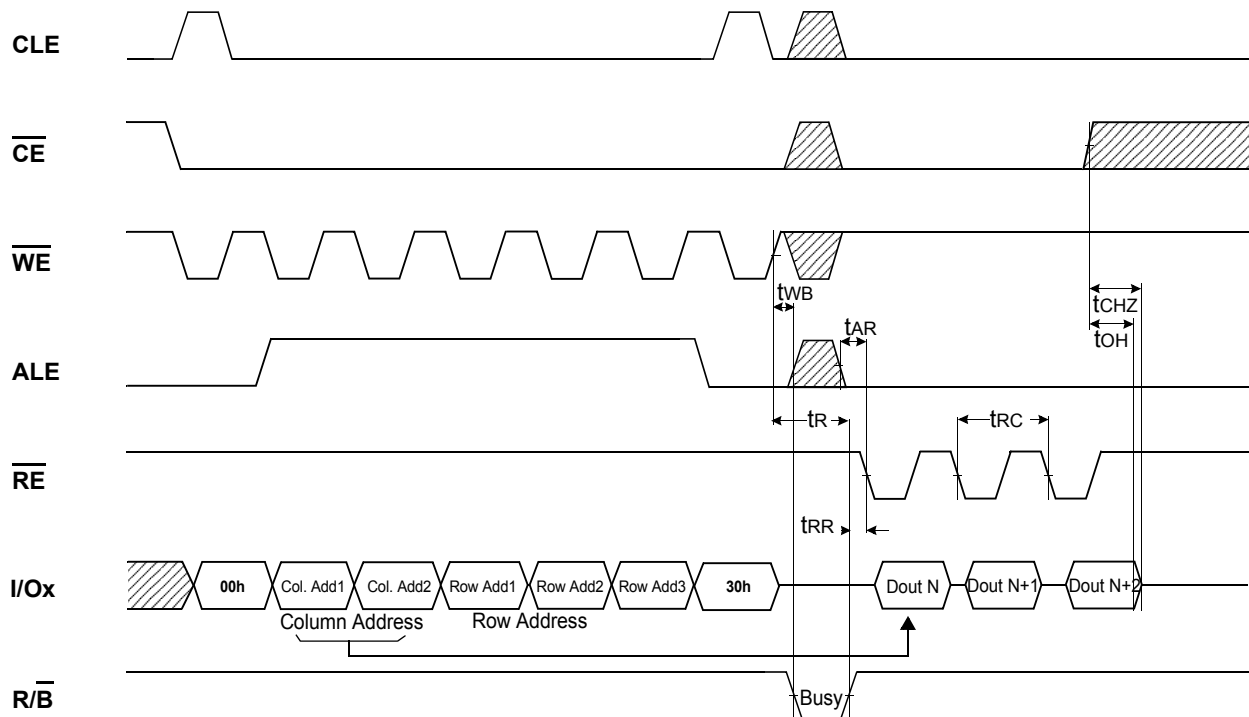 CLE
CE
WE
tWB
tCHZ
tAR
tOH
ALE
tR
tRC
RE
tRR
I/Ox
00h
Col. Add1
Col. Add2
Row Add1
Row Add2
Row Add3
30h
Dout N
Dout N+1
Dout N+2
Column Address
Row Address
R/B
Busy